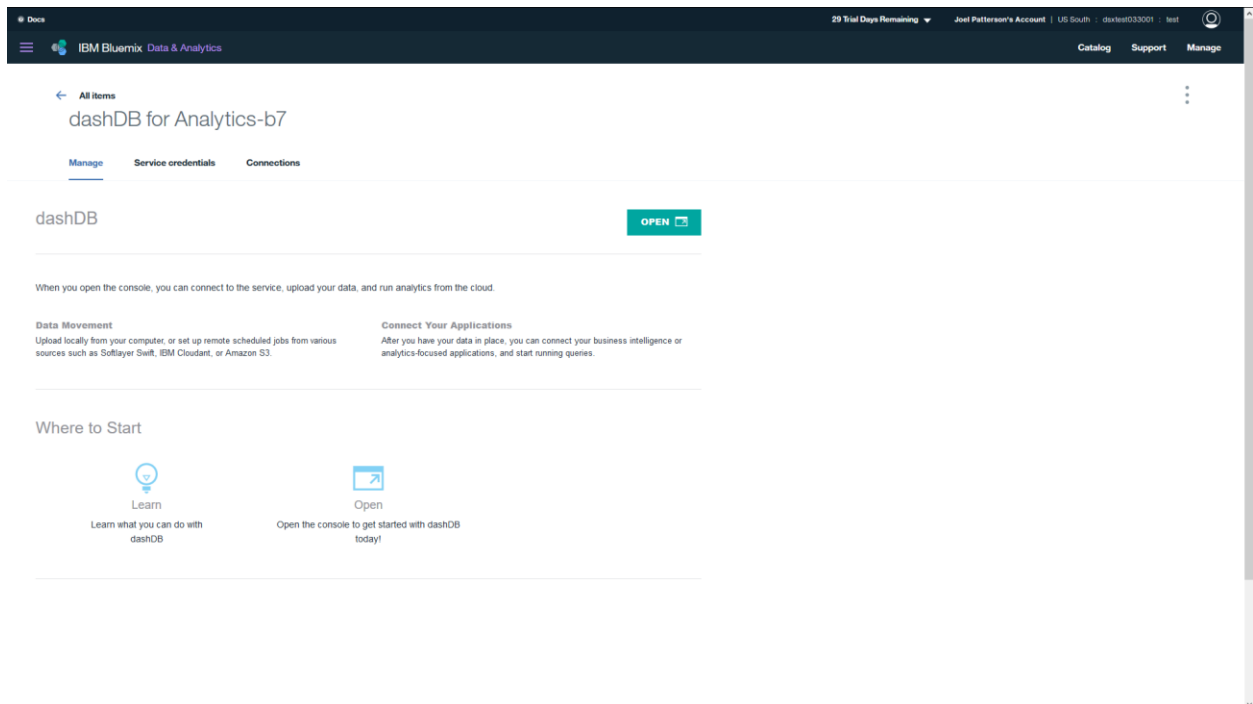 Docs
29 Trial Days Remaining
Joel Patterson's Account | US South : dsxtest033001 : test
IBM Bluemix Data & Analytics
Catalog Support Manage
All items
dashDB for Analytics-b7
Manage Service credentials Connections
dashDB
OPEN
When you open the console, you can connect to the service, upload your data, and run analytics from the cloud.
Data Movement
Upload locally from your computer, or set up remote scheduled jobs from various
sources such as Softlayer Swift, IBM Cloudant, or Amazon S3.
Connect Your Applications
After you have your data in place, you can connect your business intelligence or
analytics-focused applications, and start running queries.
Where to Start
Learn
Learn what you can do with
dashDB
Open
Open the console to get started with dashDB
today!